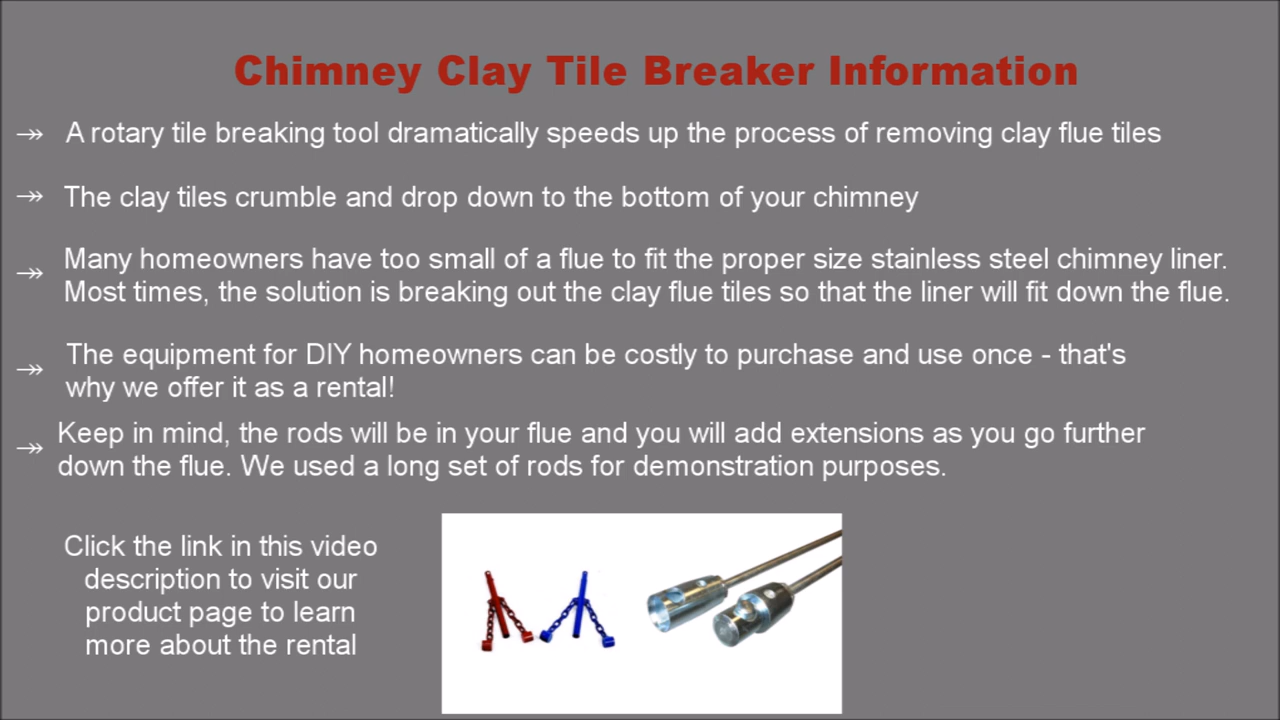 Chimney Clay Tile Breaker Information
A rotary tile breaking tool dramatically speeds up the process of removing clay flue tiles
The clay tiles crumble and drop down to the bottom of your chimney
Many homeowners have too small of a flue to fit the proper size stainless steel chimney liner.
Most times, the solution is breaking out the clay flue tiles so that the liner will fit down the flue.
The equipment for DIY homeowners can be costly to purchase and use once - that's
why we offer it as a rental!
Keep in mind, the rods will be in your flue and you will add extensions as you go further
down the flue. We used a long set of rods for demonstration purposes.
Click the link in this video
description to visit our
product page to learn
more about the rental